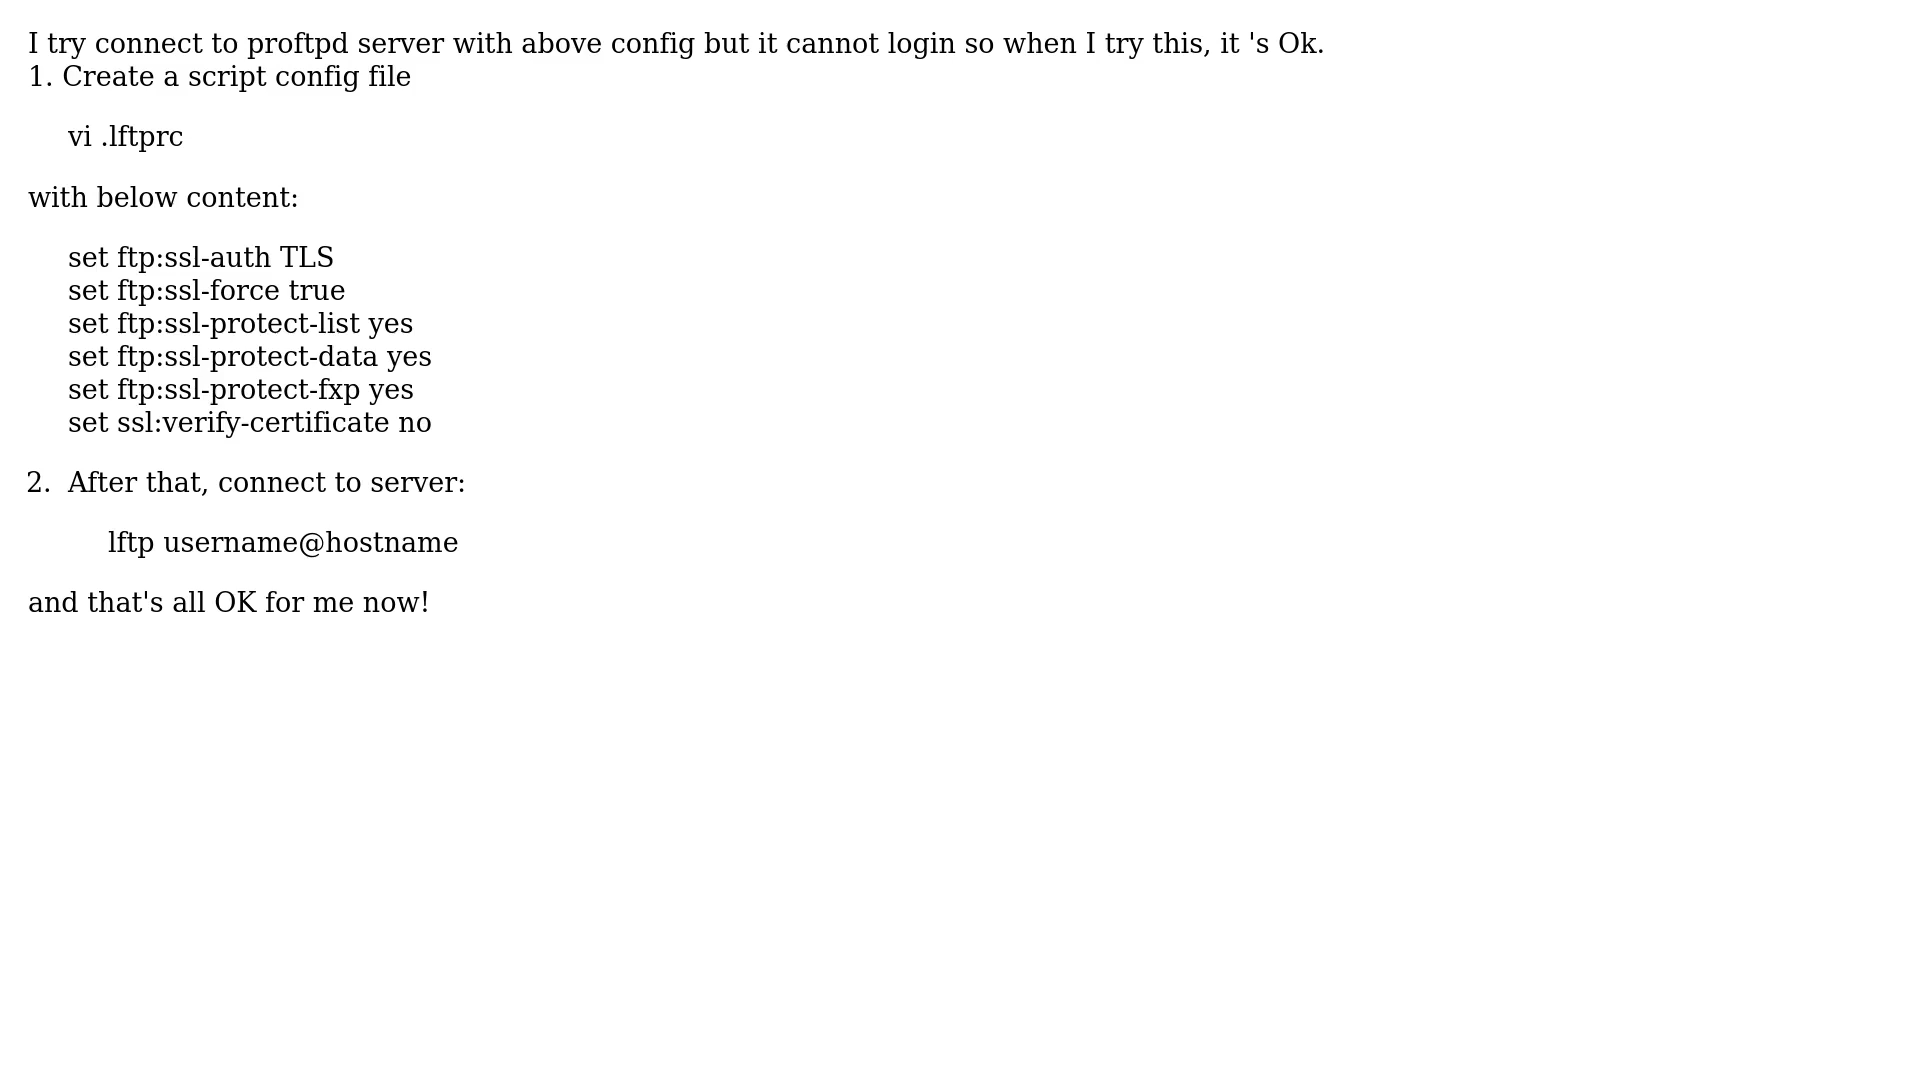 I try connect to proftpd server with above config but it cannot login so when I try this, it 's Ok.
1. Create a script config file
vi .lftprc
with below content:
set ftp:ssl-auth TLS
set ftp:ssl-force true
set ftp:ssl-protect-list yes
set ftp:ssl-protect-data yes
set ftp:ssl-protect-fxp yes
set ssl:verify-certificate no
2. After that, connect to server:
lftp username@hostname
and that's all OK for me now!